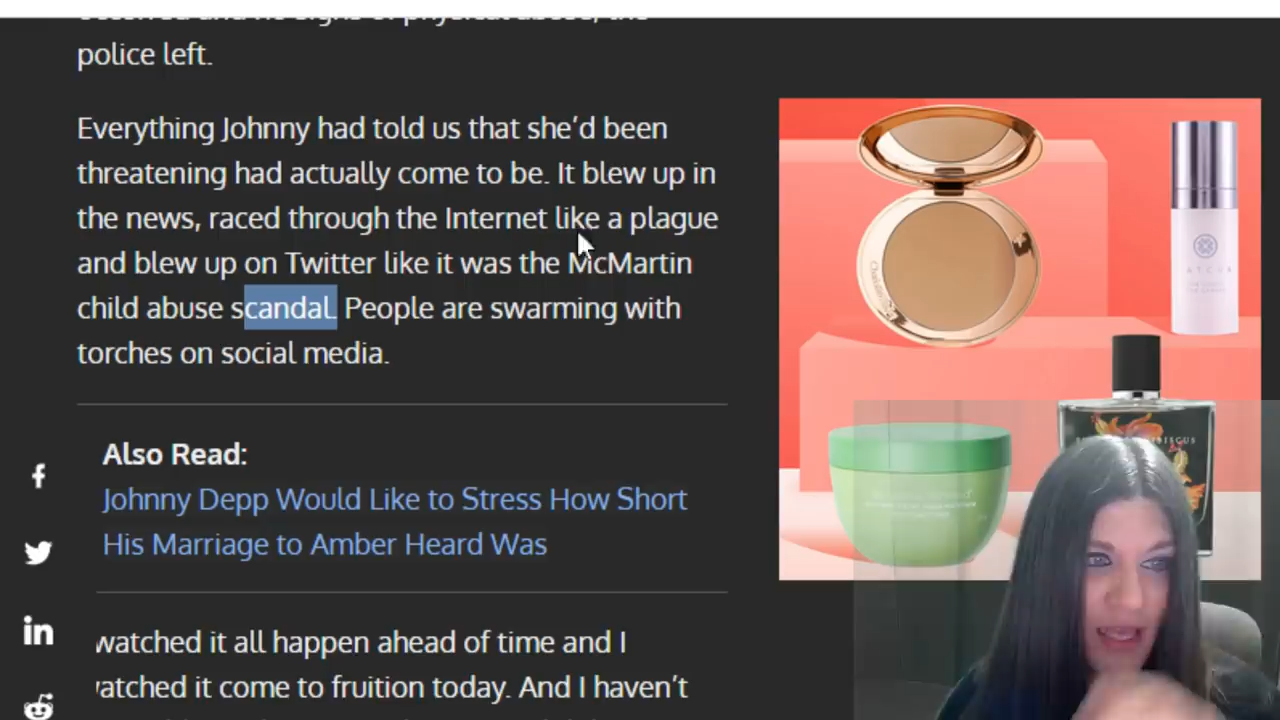 police left.
Everything Johnny had told us that she’d been
threatening had actually come to be. It blew up in
the news, raced through the Internet like a plague
and blew up on Twitter like it was the McMartin
child abuse scandal. People are swarming with
torches on social media.
Also Read:
Johnny Depp Would Like to Stress How Short
His Marriage to Amber Heard Was
watched it all happen ahead of time and I
watched it come to fruition today. And I haven’t